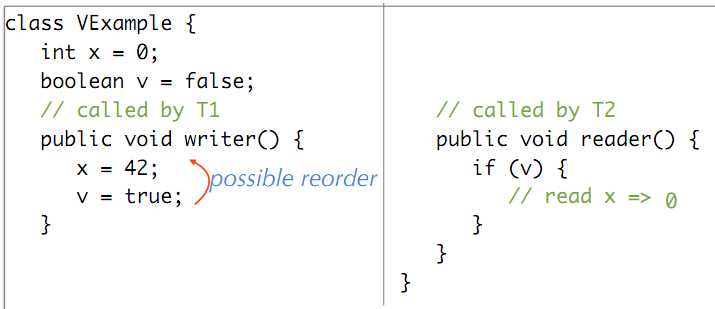 class VExample {
int x = 0;
boolean v = false;
// called by T1
public void writer() {
x = 42;
v = true;
possible reorder
}
// called by T2
public void reader() {
if (v) {
// read x => 0
}
}
}